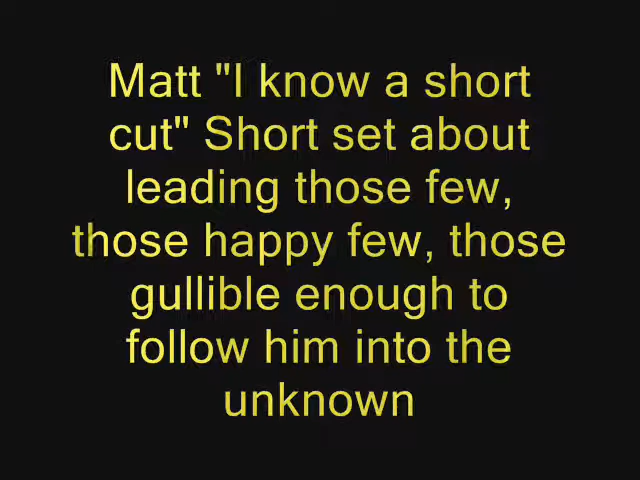 Matt "I know a short
cut" Short set about
leading those few,
those happy few, those
gullible enough to
follow him into the
unknown